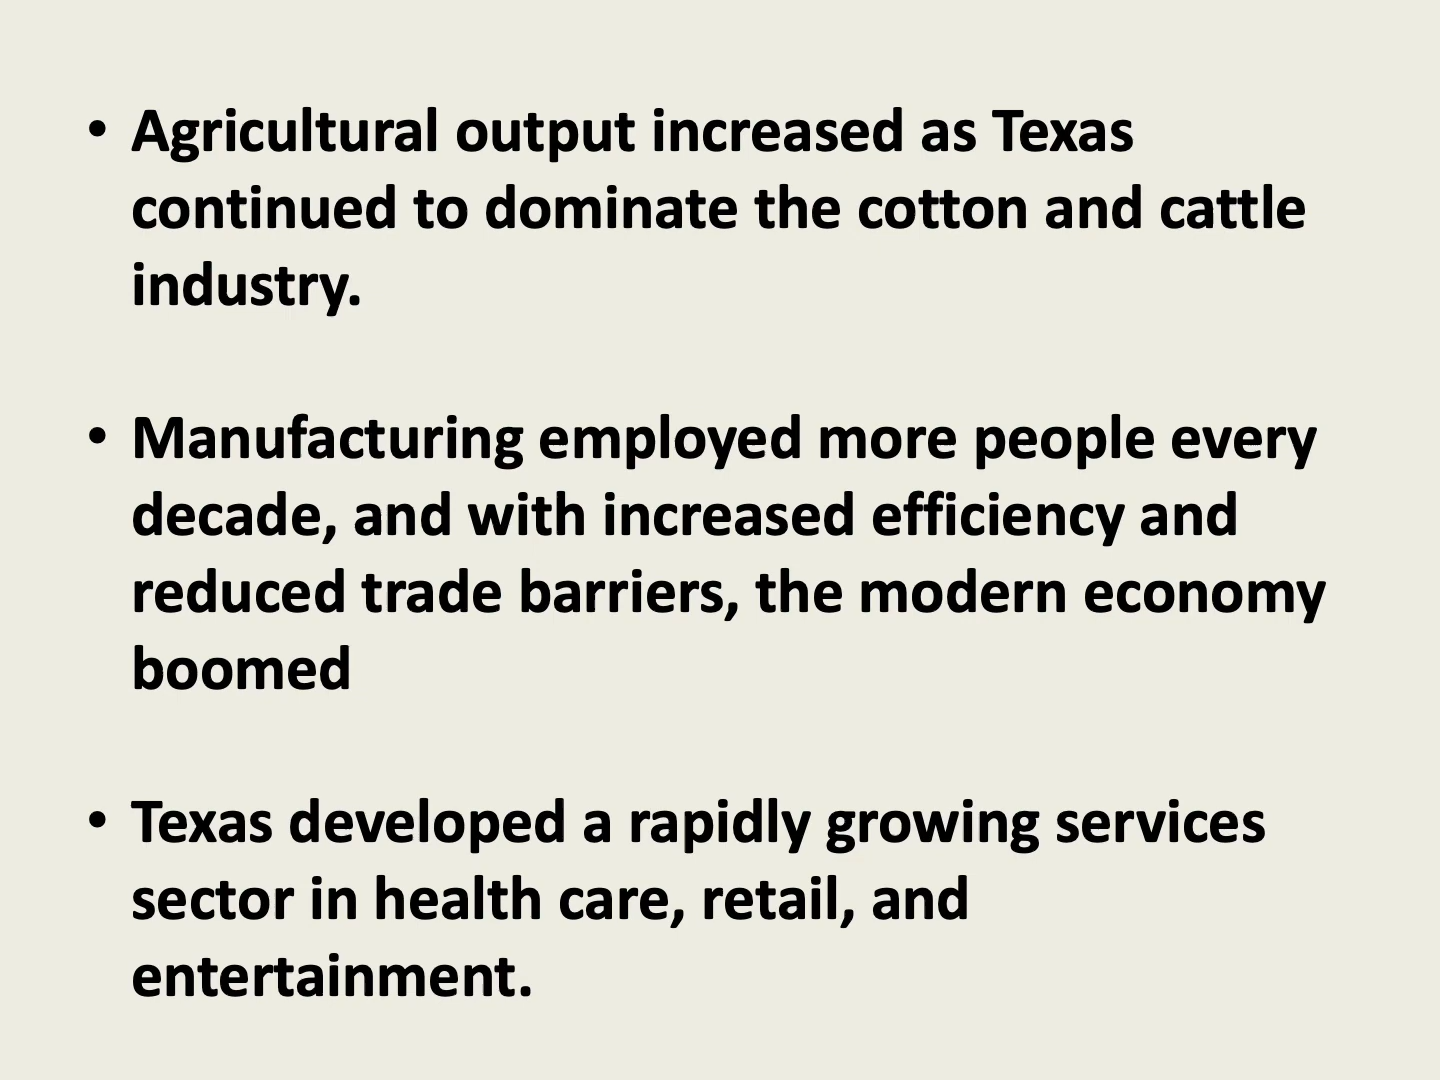 • Agricultural output increased as Texas
continued to dominate the cotton and cattle
industry.
• Manufacturing employed more people every
decade, and with increased efficiency and
reduced trade barriers, the modern economy
boomed
• Texas developed a rapidly growing services
sector in health care, retail, and
entertainment.